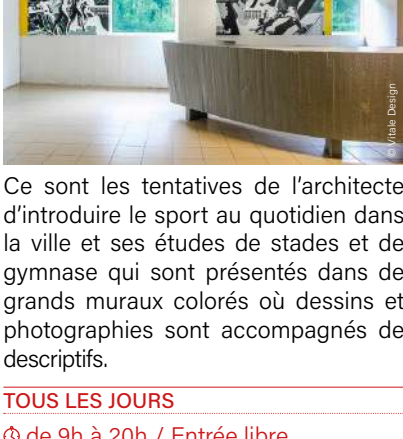 © Vitale Design
Ce sont les tentatives de l'architecte
d'introduire le sport au quotidien dans
la ville et ses études de stades et de
gymnase qui sont présentés dans de
grands muraux colorés où dessins et
photographies sont accompagnés de
descriptifs.
TOUS LES JOURS
de 9h à 20h / Entrée libre